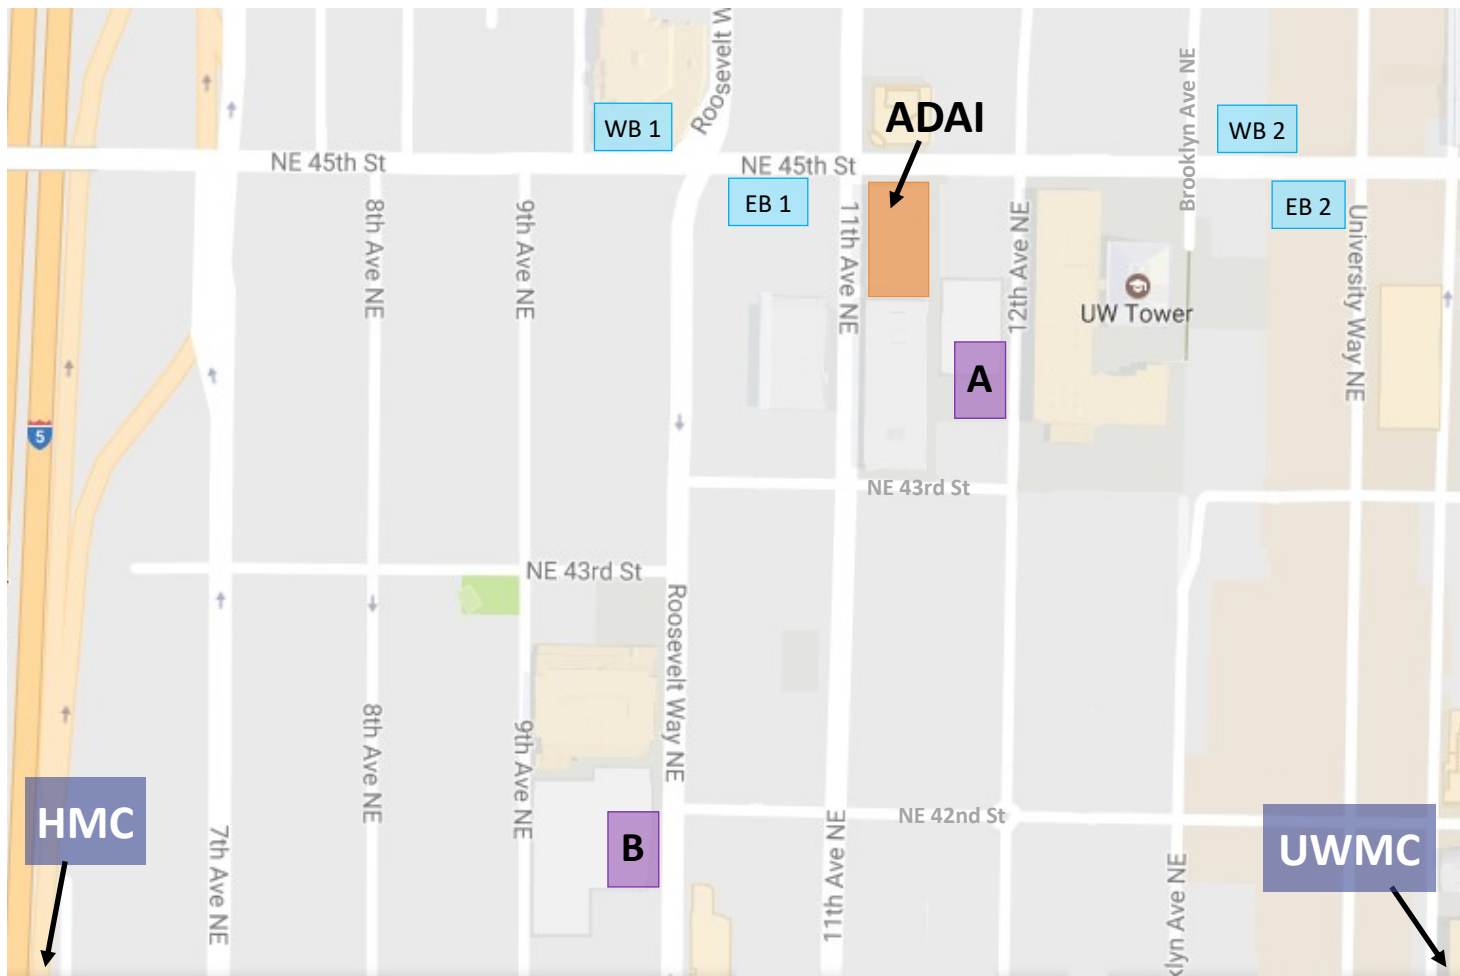 Roosevelt W
Brooklyn Ave NE
WB 1
ADAI
WB 2
NE 45th St
NE 45th St
EB 1
EB 2
8th Ave NE
9th Ave NE
11th Ave NE
12th Ave NE
University Way NE
UW Tower
A
5
NE 43rd St
NE 43rd St
Roosevelt Way NE
8th Ave NE
9th Ave NE
HMC
NE 42nd St
B
UWMC
7th Ave NE
11th Ave NE
klyn Ave NE